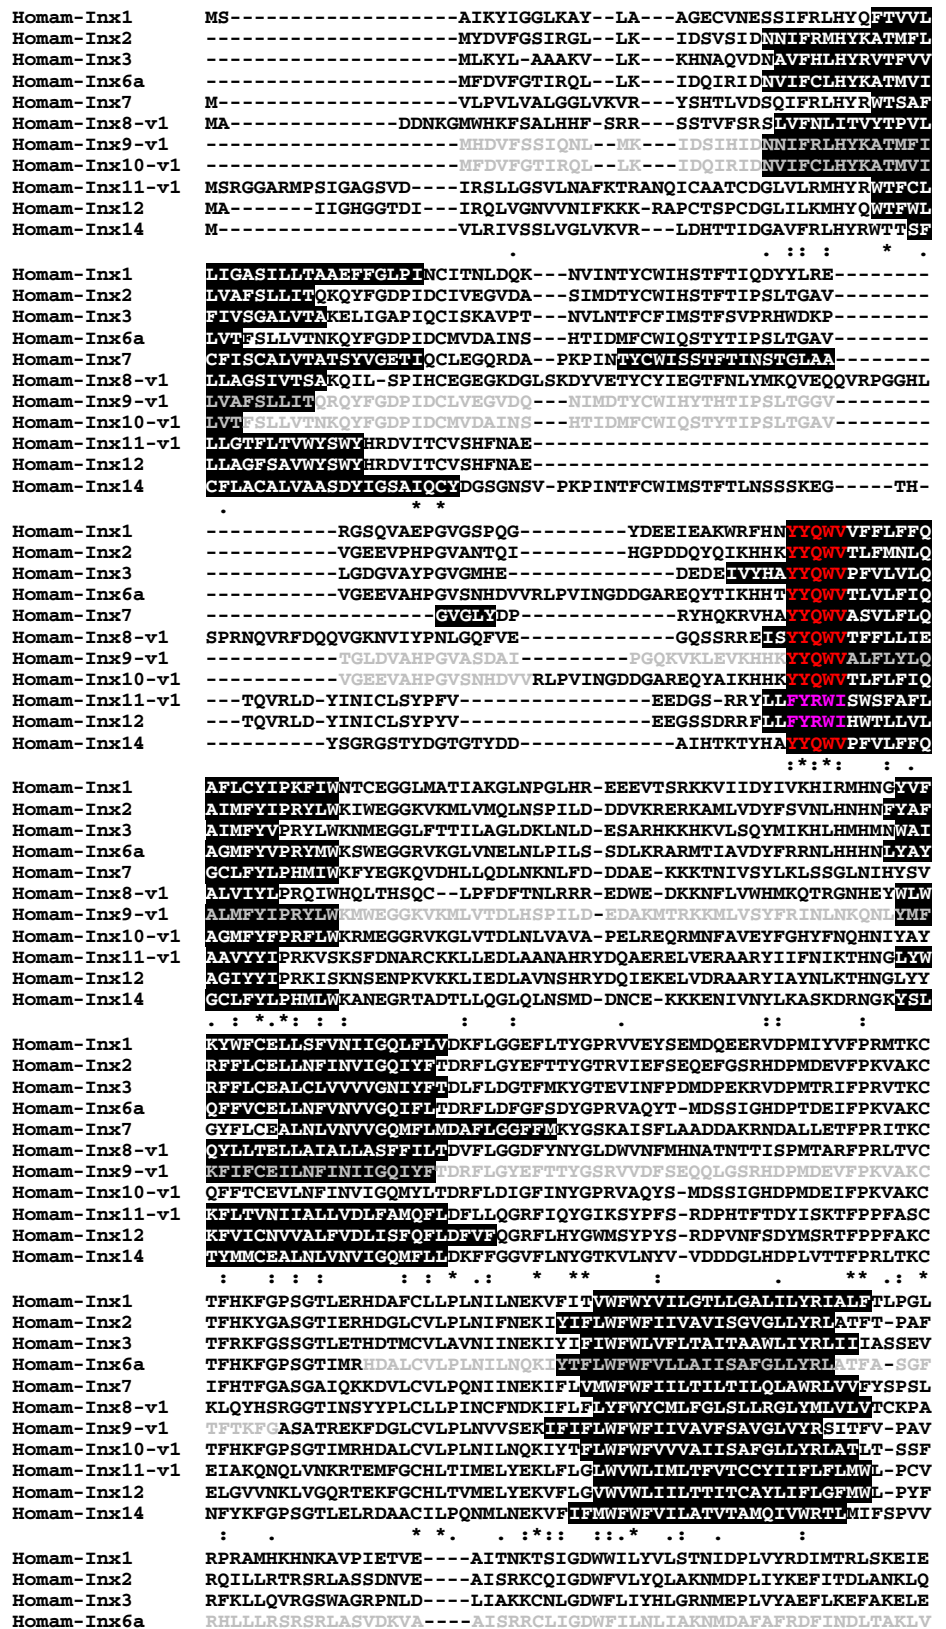 Homam-Inx1 MS-------------------AIKYIGGLKAY--LA---AGECVNESSIFRLHYQFTVVL
Homam-Inx2 -------------------MYDVFGSIRGL--LK---IDSVSIDNNIFRMHYKATMFL
Homam-Inx3 -------------------MLKYL-AAAKV--LK---KHNAQVDNAVFHLHYRVTFVV
Homam-Inx6a -------------------MFDVFGTIRQL--LK---IDQIRIDNVIFCLHYKATMVI
Homam-Inx7 M------------------VLPVLVALGGLVKVR---YSHTLVDSQIFRLHYRWTSAF
Homam-Inx8-v1 MA--------------DDNKGMWHKFSALHHF-SRR---SSTVFSRSLVFNLITVYTPVL
Homam-Inx9-v1 -------------------MHDVFSSIQNL--MK---IDSIHIDNNIFRLHYKATMFI
Homam-Inx10-v1 -------------------MFDVFGTIRQL--LK---IDQIRIDNVIFCLHYKATMVI
Homam-Inx11-v1 MSRGGARMPSIGAGSVD----IRSLLGSVLNAFKTRANQICAATCDGLVLRMHYRWTFCL
Homam-Inx12 MA-------IIGHGGTDI---IRQLVGNVVNIFKKK-RAPCTSPCDGLILKMHYQWTFWL
Homam-Inx14 M------------------VLRIVSSLVGLVKVR---LDHTTIDGAVFRLHYRWTTSF
. . :: : * .
Homam-Inx1 LIGASILLTAAEFFGLPINCITNLDQK---NVINTYCWIHSTFTIQDYYLRE--------
Homam-Inx2 LVAFSLLITQKQYFGDPIDCIVEGVDA---SIMDTYCWIHSTFTIPSLTGAV--------
Homam-Inx3 FIVSGALVTAKELIGAPIQCISKAVPT---NVLNTFCFIMSTFSVPRHWDKP--------
Homam-Inx6a LVTFSLLVTNKQYFGDPIDCMVDAINS---HTIDMFCWIQSTYTIPSLTGAV--------
Homam-Inx7 CFISCALVTATSYVGETIQCLEGQRDA--PKPINTYCWISSTFTINSTGLAA--------
Homam-Inx8-v1 LLAGSIVTSAKQIL-SPIHCEGEGKDGLSKDYVETYCYIEGTFNLYMKQVEQQVRPGGHL
Homam-Inx9-v1 LVAFSLLITQRQYFGDPIDCLVEGVDQ---NIMDTYCWIHYTHTIPSLTGGV--------
Homam-Inx10-v1 LVTFSLLVTNKQYFGDPIDCMVDAINS---HTIDMFCWIQSTYTIPSLTGAV--------
Homam-Inx11-v1 LLGTFLTVWYSWYHRDVITCVSHFNAE---------------------------------
Homam-Inx12 LLAGFSAVWYSWYHRDVITCVSHFNAE---------------------------------
Homam-Inx14 CFLACALVAASDYIGSAIQCYDGSGNSV-PKPINTFCWIMSTFTLNSSSKEG----TH-
. * *
Homam-Inx1 -----------RGSQVAEPGVGSPQG----------YDEEIEAKWRFHNYYQWVVFFLFFQ
Homam-Inx2 -----------VGEEVPHPGVANTQI----------HGPDDQYQIKHHKYYQWVTLFMNLQ
Homam-Inx3 -----------LGDGVAYPGVGMHE-----------DEDEIVYHAYYQWVPFVLVLQ
Homam-Inx6a -----------VGEEVAHPGVSNHDVVRLPVINGDDGAREQYTIKHHTYYQWVTLVLFIQ
Homam-Inx7 -------------------GVGLYDP-------------RYHQKRVHAYYQWVASVLFLQ
Homam-Inx8-v1 SPRNQVRFDQQVGKNVIYPNLGQFVE-----------GQSSRREISYYQWVTFFLLIE
Homam-Inx9-v1 -----------TGLDVAHPGVASDAI----------PGQKVKLEVKHHKYYQWVALFLYLQ
Homam-Inx10-v1 -----------VGEEVAHPGVSNHDVVRLPVINGDDGAREQYAIKHHKYYQWVTLFLFIQ
Homam-Inx11-v1 ---TQVRLD-YINICLSYPFV-------------EEDGS-RRYLLFYRWISWSFAFL
Homam-Inx12 ---TQVRLD-YINICLSYPYV-------------EEGSSDRRFLLFYRWIHWTLLVL
Homam-Inx14 ----------YSGRGSTYDGTGTYDD-----------AIHTKTYHAYYQWVPFVLFFQ
:*:*: : .
Homam-Inx1 AFLCYIPKFIWNTCEGGLMATIAKGLNPGLHR-EEEVTSRKKVIIDYIVKHIRMHNGYVF
Homam-Inx2 AIMFYIPRYLWKIWEGGKVKMLVMQLNSPILD-DDVKRERKAMLVDYFSVNLHNHNFYAF
Homam-Inx3 AIMFYVPRYLWKNMEGGLFTTILAGLDKLNLD-ESARHKKHKVLSQYMIKHLHMHMNWAI
Homam-Inx6a AGMFYVPRYMWKSWEGGRVKGLVNELNLPILS-SDLKRARMTIAVDYFRRNLHHHNLYAY
Homam-Inx7 GCLFYLPHMIWKFYEGKQVDHLLQDLNKNLFD-DDAE-KKKTNIVSYLKLSSGLNIHYSV
Homam-Inx8-v1 ALVIYLPRQIWHQLTHSQC--LPFDFTNLRRR-EDWE-DKKNFLVWHMKQTRGNHEYWLW
Homam-Inx9-v1 ALMFYIPRYLWKMWEGGKVKMLVTDLHSPILD-EDAKMTRKKMLVSYFRINLNKQNLYMF
Homam-Inx10-v1 AGMFYFPRFLWKRMEGGRVKGLVTDLNLVAVA-PELREQRMNFAVEYFGHYFNQHNIYAY
Homam-Inx11-v1 AAVYYIPRKVSKSFDNARCKKLLEDLAANAHRYDQAERELVERAARYIIFNIKTHNGLYW
Homam-Inx12 AGIYYIPRKISKNSENPKVKKLIEDLAVNSHRYDQIEKELVDRAARYIAYNLKTHNGLYY
Homam-Inx14 GCLFYLPHMLWKANEGRTADTLLQGLQLNSMD-DNCE-KKKENIVNYLKASKDRNGKYSL
. : *.*: : : : : . :: :
Homam-Inx1 KYWFCELLSFVNIIGQLFLVDKFLGGEFLTYGPRVVEYSEMDQEERVDPMIYVFPRMTKC
Homam-Inx2 RFFLCELLNFINVIGQIYFTDRFLGYEFTTYGTRVIEFSEQEFGSRHDPMDEVFPKVAKC
Homam-Inx3 RFFLCEALCLVVVVGNIYFTDLFLDGTFMKYGTEVINFPDMDPEKRVDPMTRIFPRVTKC
Homam-Inx6a QFFVCELLNFVNVVGQIFLTDRFLDFGFSDYGPRVAQYT-MDSSIGHDPTDEIFPKVAKC
Homam-Inx7 GYFLCEALNLVNVVGQMFLMDAFLGGFFMKYGSKAISFLAADDAKRNDALLETFPRLTKC
Homam-Inx8-v1 QYLLTELLAIALLASFFILTDVFLGGDFYNYGLDWVNFMHNATNTTISPMTARFPRLTVC
Homam-Inx9-v1 KFIFCEILNFINIIGQIYFTDRFLGYEFTTYGSRVVDFSEQQLGSRHDPMDEVFPKVAKC
Homam-Inx10-v1 QFFTCEVLNFINVIGQMYLTDRFLDIGFINYGPRVAQYS-MDSSIGHDPMDEIFPKVAKC
Homam-Inx11-v1 KFLTVNIIALLVDLFAMQFLDFLLQGRFIQYGIKSYPFS-RDPHTFTDYISKTFPPFASC
Homam-Inx12 KFVICNVVALFVDLISFQFLDFVFQGRFLHYGWMSYPYS-RDPVNFSDYMSRTFPPFAKC
Homam-Inx14 TYMMCEALNLVNVIGQMFLLDKFFGGVFLNYGTKVLNYV-VDDDGLHDPLVTTFPRLTKC
: : : : : : * .: * ** : . ** .: *
Homam-Inx1 TFHKFGPSGTLERHDAFCLLPLNILNEKVFITVWFWYVILGTLLGALILYRIALFTLPGL
Homam-Inx2 TFHKYGASGTIERHDGLCVLPLNIFNEKIYIFLWFWFIIVAVISGVGLLYRLATFT-PAF
Homam-Inx3 TFRKFGSSGTLETHDTMCVLAVNIINEKIYIFIWFWLVFLTAITAAWLIYRLIIIASSEV
Homam-Inx6a TFHKFGPSGTIMRHDALCVLPLNILNQKIYTFLWFWFVLLAIISAFGLLYRLATFA-SGF
Homam-Inx7 IFHTFGASGAIQKKDVLCVLPQNIINEKIFLVMWFWFIILTILTILQLAWRLVVFYSPSL
Homam-Inx8-v1 KLQYHSRGGTINSYYPLCLLPINCFNDKIFLFLYFWYCMLFGLSLLRGLYMLVLVTCKPA
Homam-Inx9-v1 TFTKFGASATREKFDGLCVLPLNVVSEKIFIFLWFWFIIVAVFSAVGLVYRSITFV-PAV
Homam-Inx10-v1 TFHKFGPSGTIMRHDALCVLPLNILNQKIYTFLWFWFVVVAIISAFGLLYRLATLT-SSF
Homam-Inx11-v1 EIAKQNQLVNKRTEMFGCHLTIMELYEKLFLGLWVWLIMLTFVTCCYIIFLFLMWL-PCV
Homam-Inx12 ELGVVNKLVGQRTEKFGCHLTVMELYEKVFLGVWVWLIILTTITCAYLIFLGFMWL-PYF
Homam-Inx14 NFYKFGPSGTLELRDAACILPQNMLNEKVFIFMWFWFVILATVTAMQIVWRTLMIFSPVV
: . * *. .:*:: ::.* .: . :
Homam-Inx1 RPRAMHKHNKAVPIETVE----AITNKTSIGDWWILYVLSTNIDPLVYRDIMTRLSKEIE
Homam-Inx2 RQILLRTRSRLASSDNVE----AISRKCQIGDWFVLYQLAKNMDPLIYKEFITDLANKLQ
Homam-Inx3 RFKLLQVRGSWAGRPNLD----LIAKKCNLGDWFLIYHLGRNMEPLVYAEFLKEFAKELE
Homam-Inx6a RHLLLRSRSRLASVDKVA----AISRRCLIGDWFILNLIAKNMDAFAFRDFINDLTAKLV